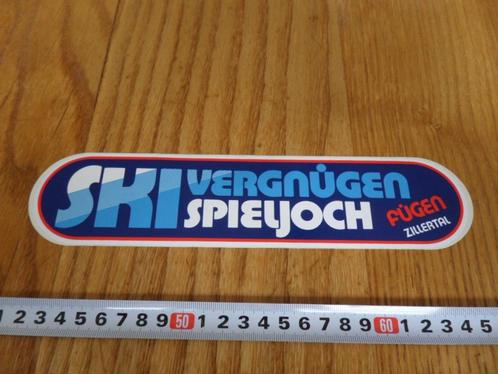 SKI VERGNÜGEN
SPIELJOCH
FÜGEN
ZILLERTAL
1 2 3 4 5 6 7 8 9 50 1 2 3 4 5 6 7 8 9 60 1 2 3 4 5